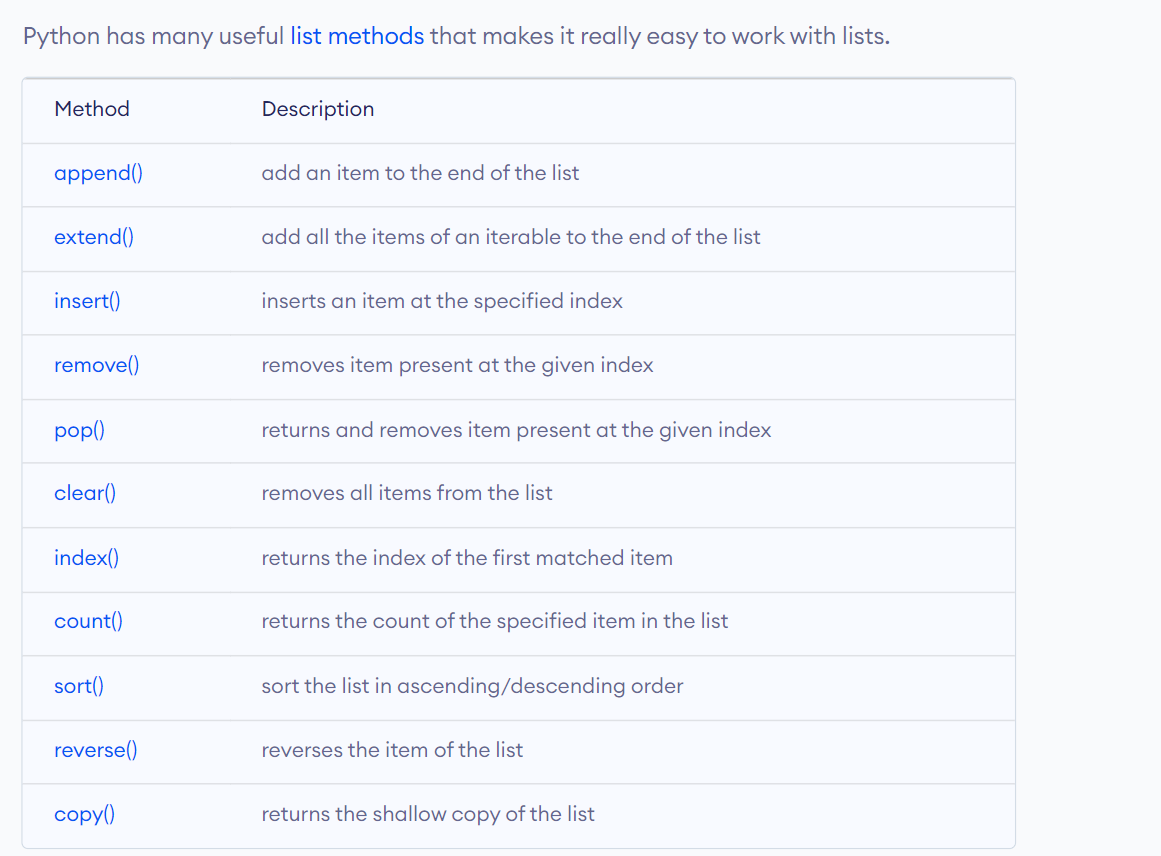 Python has many useful list methods that makes it really easy to work with lists.
Method Description
append() add an item to the end of the list
extend() add all the items of an iterable to the end of the list
insert() inserts an item at the specified index
remove() removes item present at the given index
pop() returns and removes item present at the given index
clear() removes all items from the list
index() returns the index of the first matched item
count() returns the count of the specified item in the list
sort() sort the list in ascending/descending order
reverse() reverses the item of the list
copy() returns the shallow copy of the list